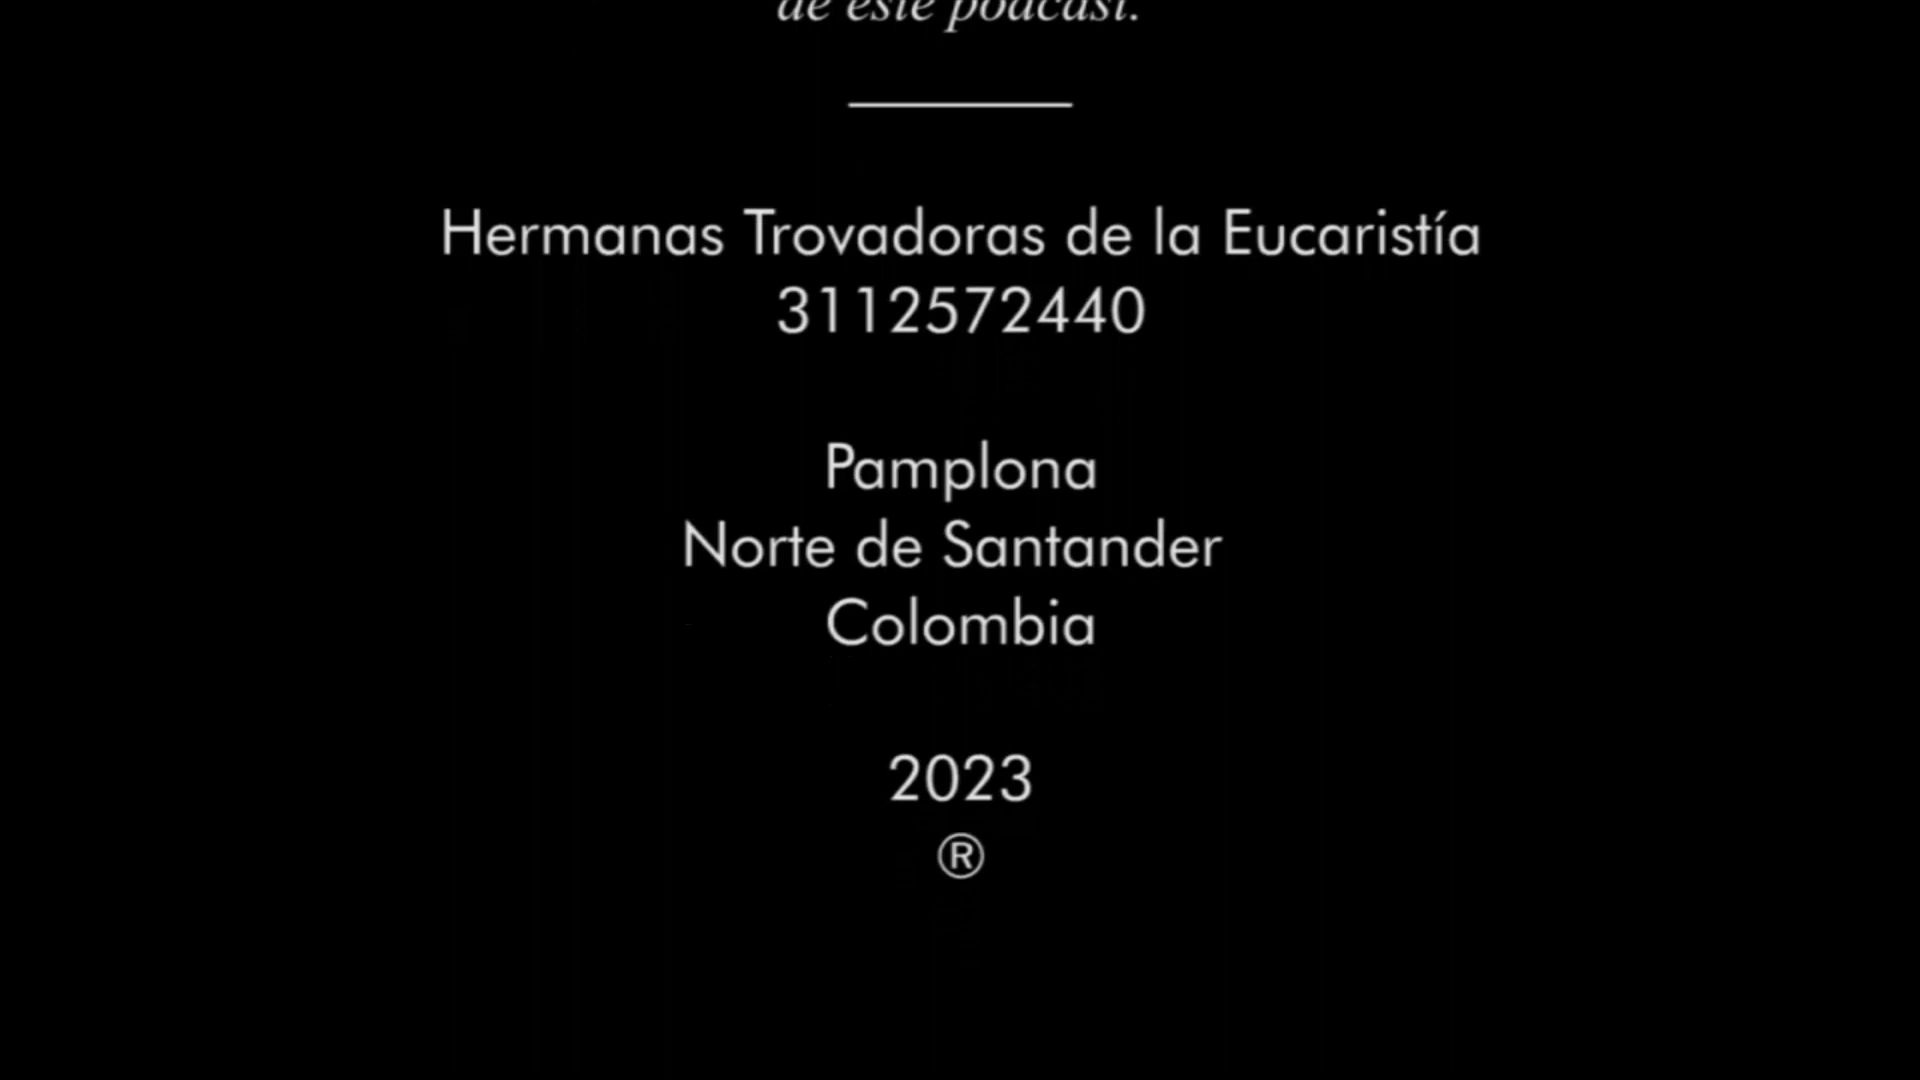 de este podcast.
Hermanas Trovadoras de la Eucaristía
3112572440
Pamplona
Norte de Santander
Colombia
2023
®